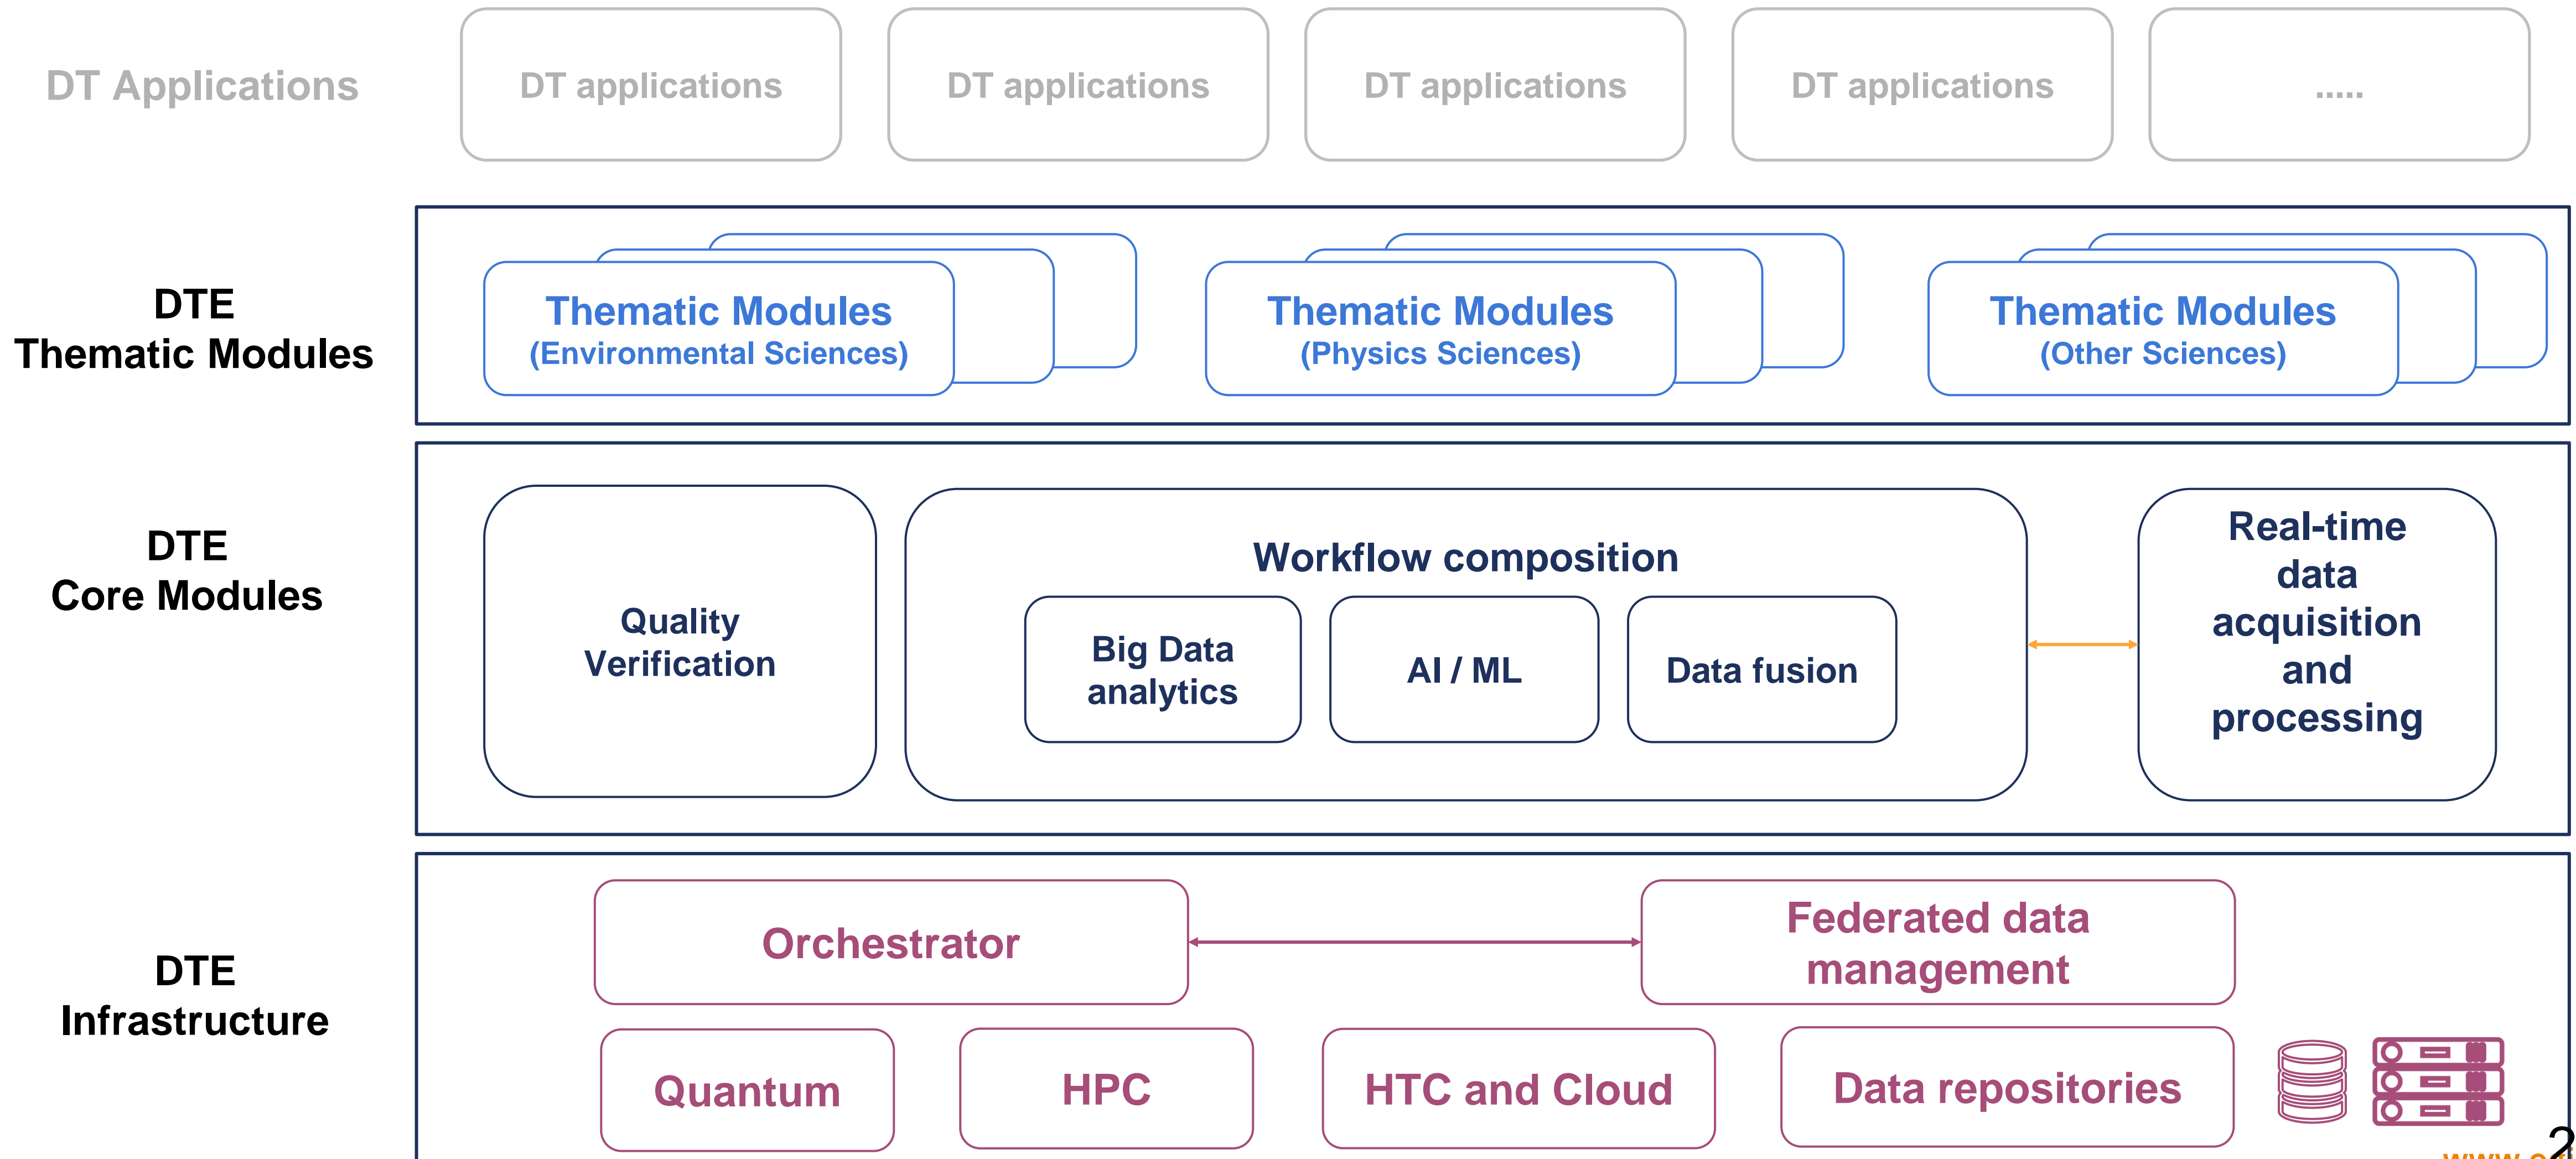 DT Applications
DT applications
DT applications
DT applications
DT applications
.....
DTE
Thematic Modules
Thematic Modules
(Environmental Sciences)
Thematic Modules
(Physics Sciences)
Thematic Modules
(Other Sciences)
DTE
Core Modules
Quality
Verification
Workflow composition
Big Data
analytics
AI / ML
Data fusion
Real-time
data
acquisition
and
processing
DTE
Infrastructure
Orchestrator
Federated data
management
Quantum
HPC
HTC and Cloud
Data repositories
2